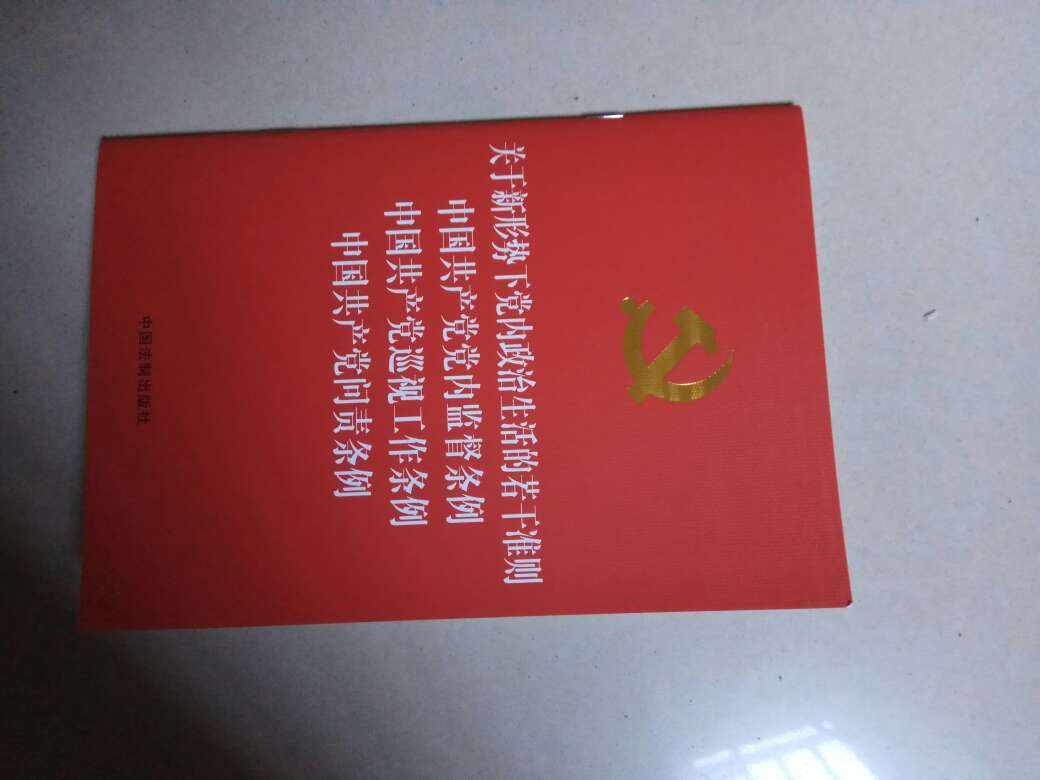 关于新形势下党内政治生活的若干准则
中国共产党党内监督条例
中国共产党巡视工作条例
中国共产党问责条例
中国法制出版社